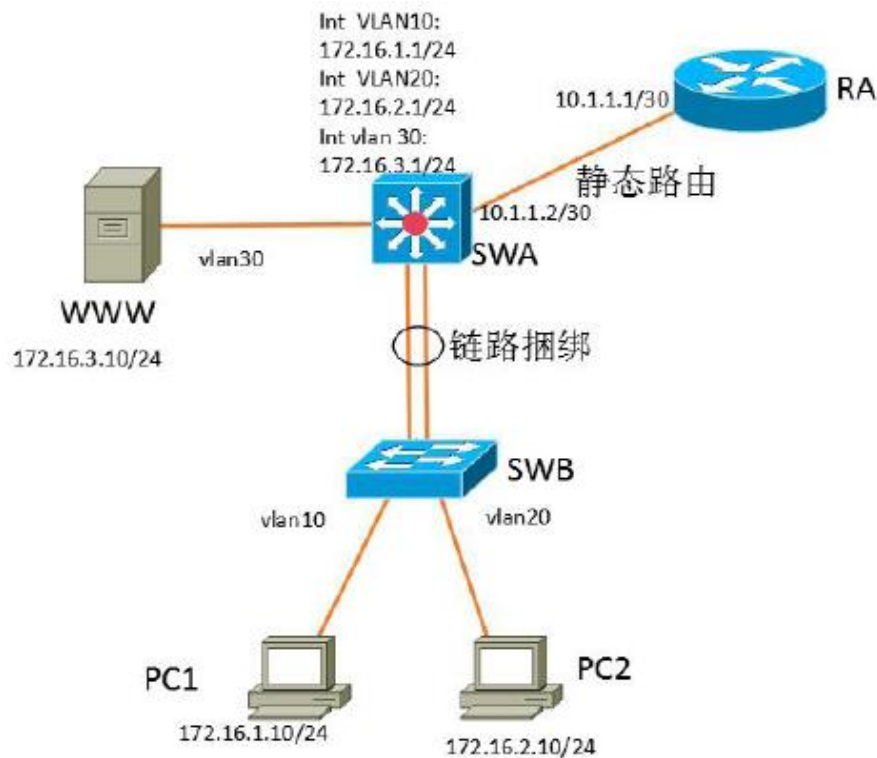 Int VLAN10:
172.16.1.1/24
Int VLAN20:
172.16.2.1/24
Int vlan 30:
172.16.3.1/24
10.1.1.1/30
RA
静态路由
10.1.1.2/30
SWA
vlan30
WWW
172.16.3.10/24
链路捆绑
SWB
vlan10
vlan20
PC1
172.16.1.10/24
PC2
172.16.2.10/24